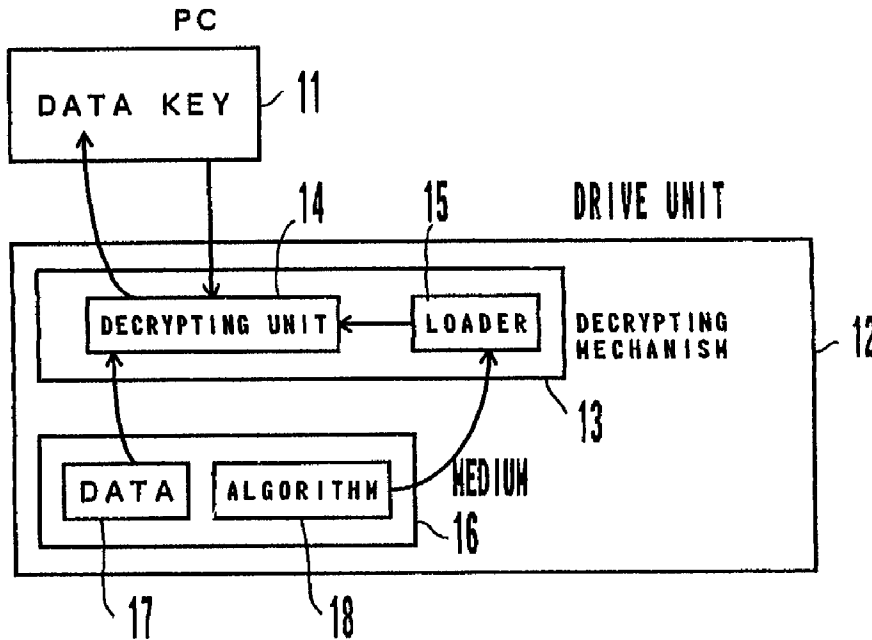 PC
DATA KEY
11
14
15
DRIVE UNIT
DECRYPTING UNIT
LOADER
DECRYPTING
MECHANISM
12
13
DATA
ALGORITHM
MEDIUM
16
17
18